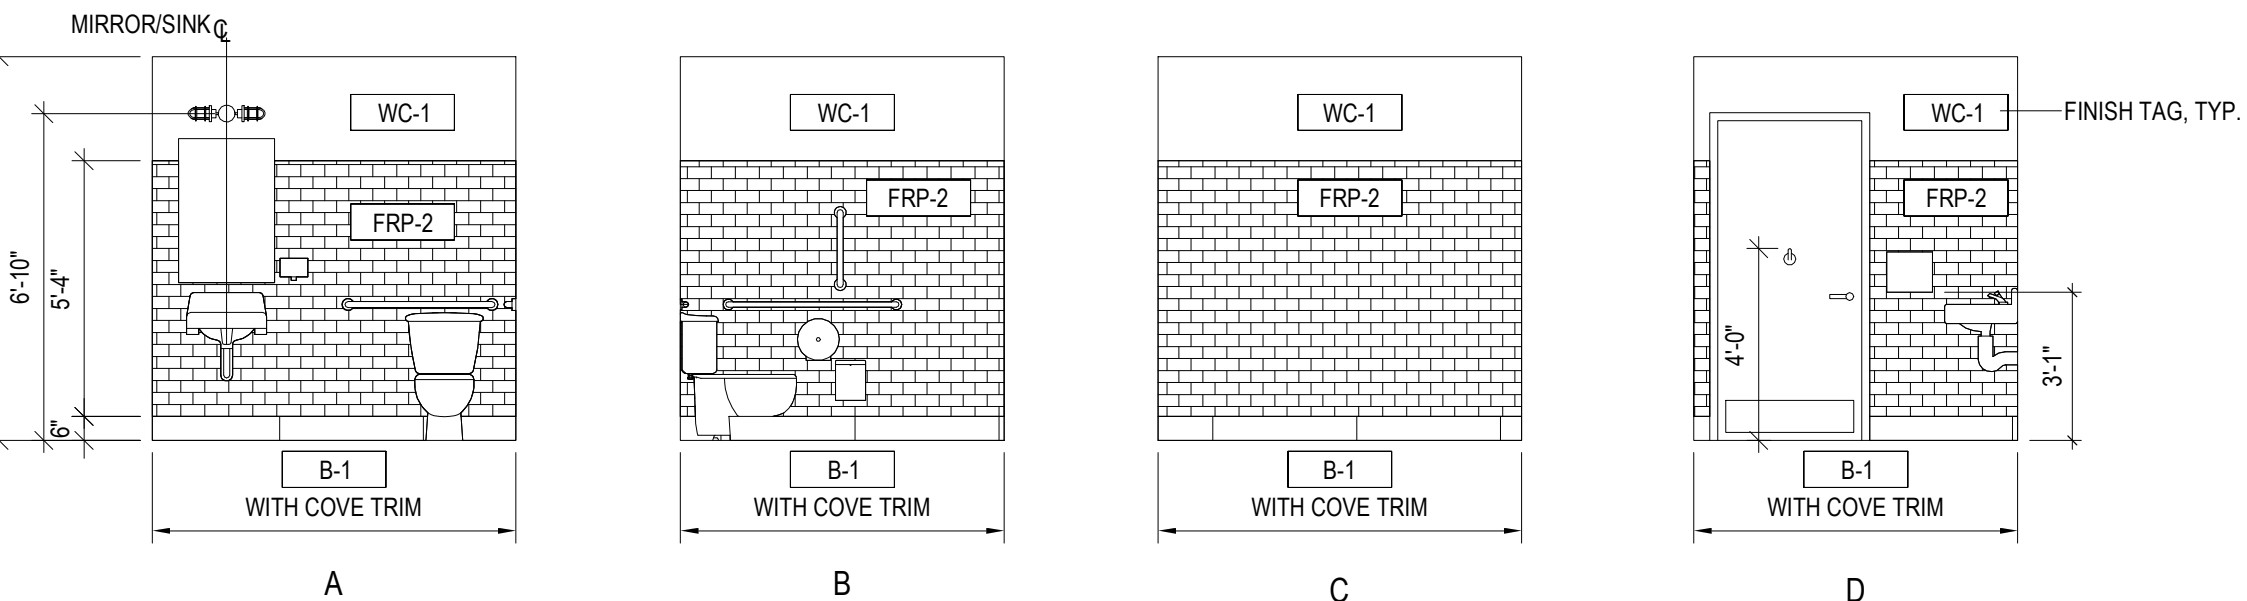 MIRROR/SINK ℄
WC-1
FRP-2
6'-10"
5'-4"
6"
B-1
WITH COVE TRIM
A
WC-1
FRP-2
B-1
WITH COVE TRIM
B
WC-1
FRP-2
B-1
WITH COVE TRIM
C
WC-1
FINISH TAG, TYP.
FRP-2
4'-0"
3'-1"
B-1
WITH COVE TRIM
D